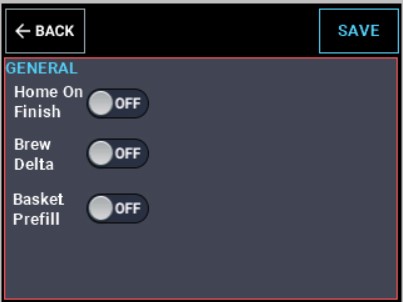 ← BACK
SAVE
GENERAL
Home On
Finish
OFF
Brew
Delta
OFF
Basket
Prefill
OFF